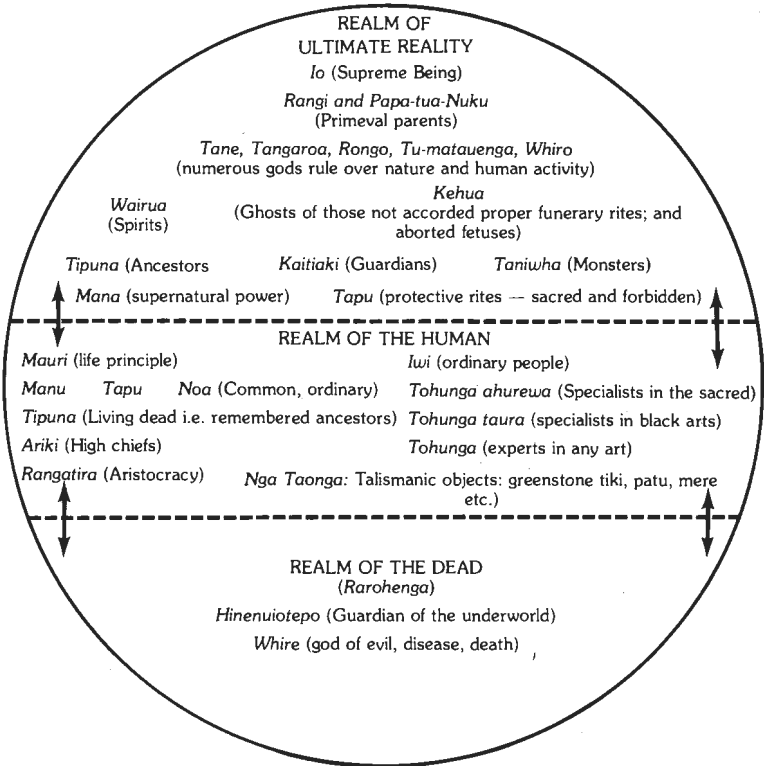 REALM OF
ULTIMATE REALITY
Io (Supreme Being)
Rangi and Papa-tua-Nuku
(Primeval parents)
Tane, Tangaroa, Rongo, Tu-matauenga, Whiro
(numerous gods rule over nature and human activity)
Wairua
(Spirits)
Kehua
(Ghosts of those not accorded proper funerary rites; and
aborted fetuses)
Tipuna (Ancestors
Kaitiaki (Guardians)
Taniwha (Monsters)
Mana (supernatural power)
Tapu (protective rites — sacred and forbidden)
REALM OF THE HUMAN
Mauri (life principle)
Iwi (ordinary people)
Manu Tapu Noa (Common, ordinary)
Tohunga ahurewa (Specialists in the sacred)
Tipuna (Living dead i.e. remembered ancestors)
Tohunga taura (specialists in black arts)
Ariki (High chiefs)
Tohunga (experts in any art)
Rangatira (Aristocracy)
Nga Taonga: Talismanic objects: greenstone tiki, patu, mere
etc.)
REALM OF THE DEAD
(Rarohenga)
Hinenuiotepo (Guardian of the underworld)
Whire (god of evil, disease, death)